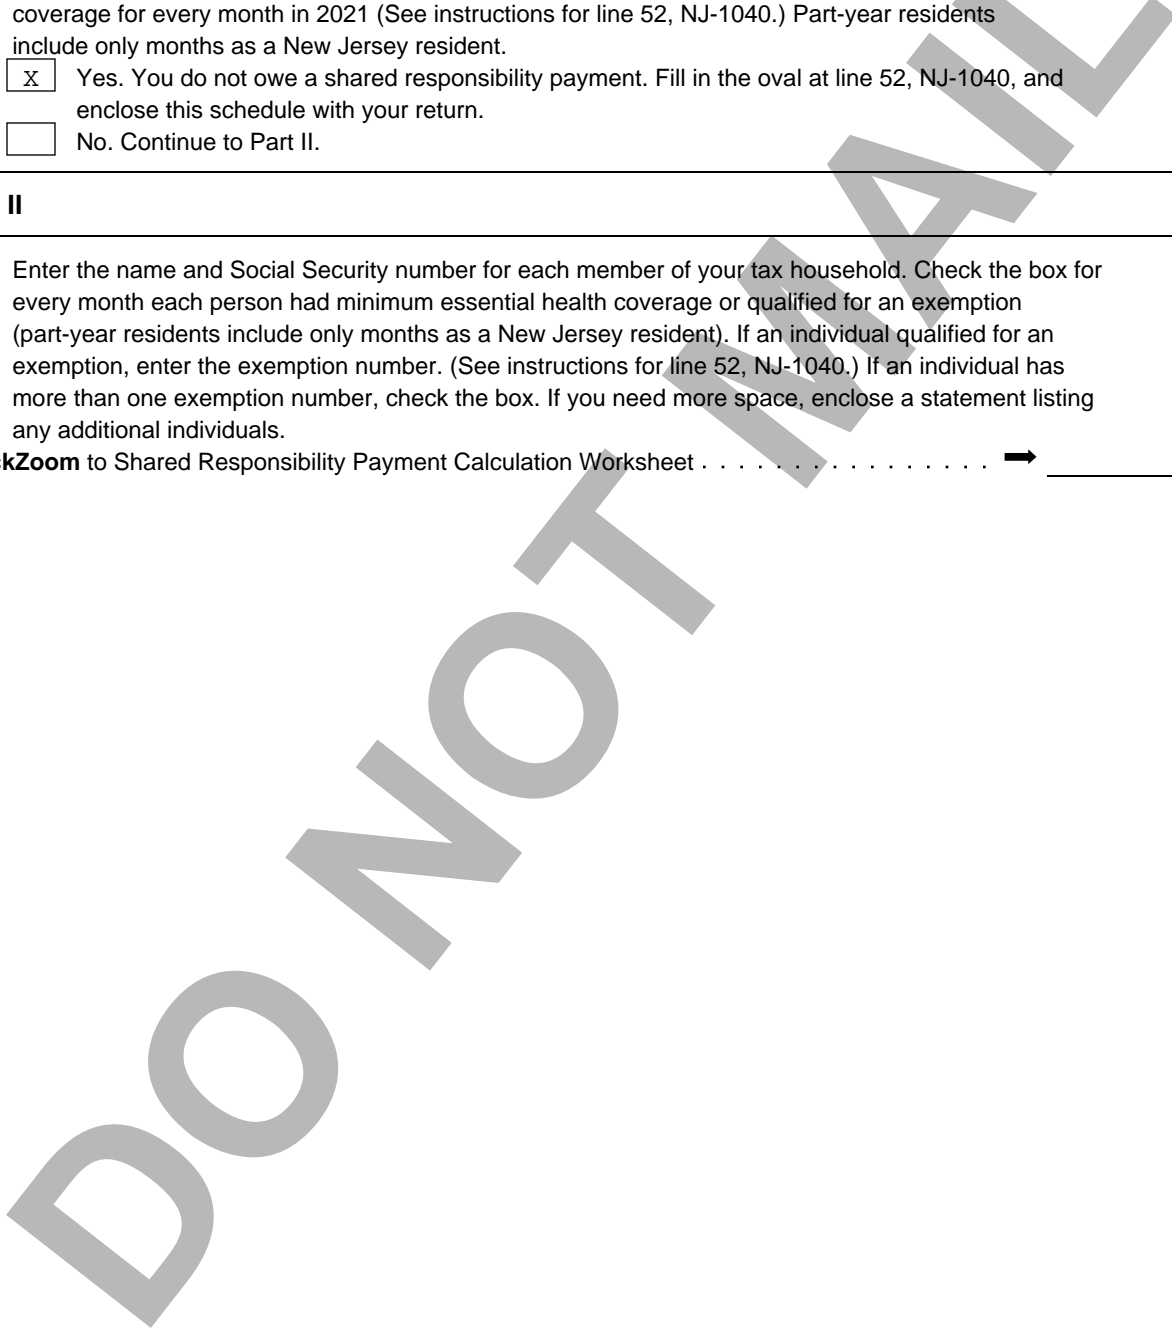 coverage for every month in 2021 (See instructions for line 52, NJ-1040.) Part-year residents
include only months as a New Jersey resident.
X Yes. You do not owe a shared responsibility payment. Fill in the oval at line 52, NJ-1040, and
enclose this schedule with your return.
No. Continue to Part II.
II
Enter the name and Social Security number for each member of your tax household. Check the box for
every month each person had minimum essential health coverage or qualified for an exemption
(part-year residents include only months as a New Jersey resident). If an individual qualified for an
exemption, enter the exemption number. (See instructions for line 52, NJ-1040.) If an individual has
more than one exemption number, check the box. If you need more space, enclose a statement listing
any additional individuals.
ckZoom to Shared Responsibility Payment Calculation Worksheet . . . . . . . . . . . . . . . .
DO NOT MAIL